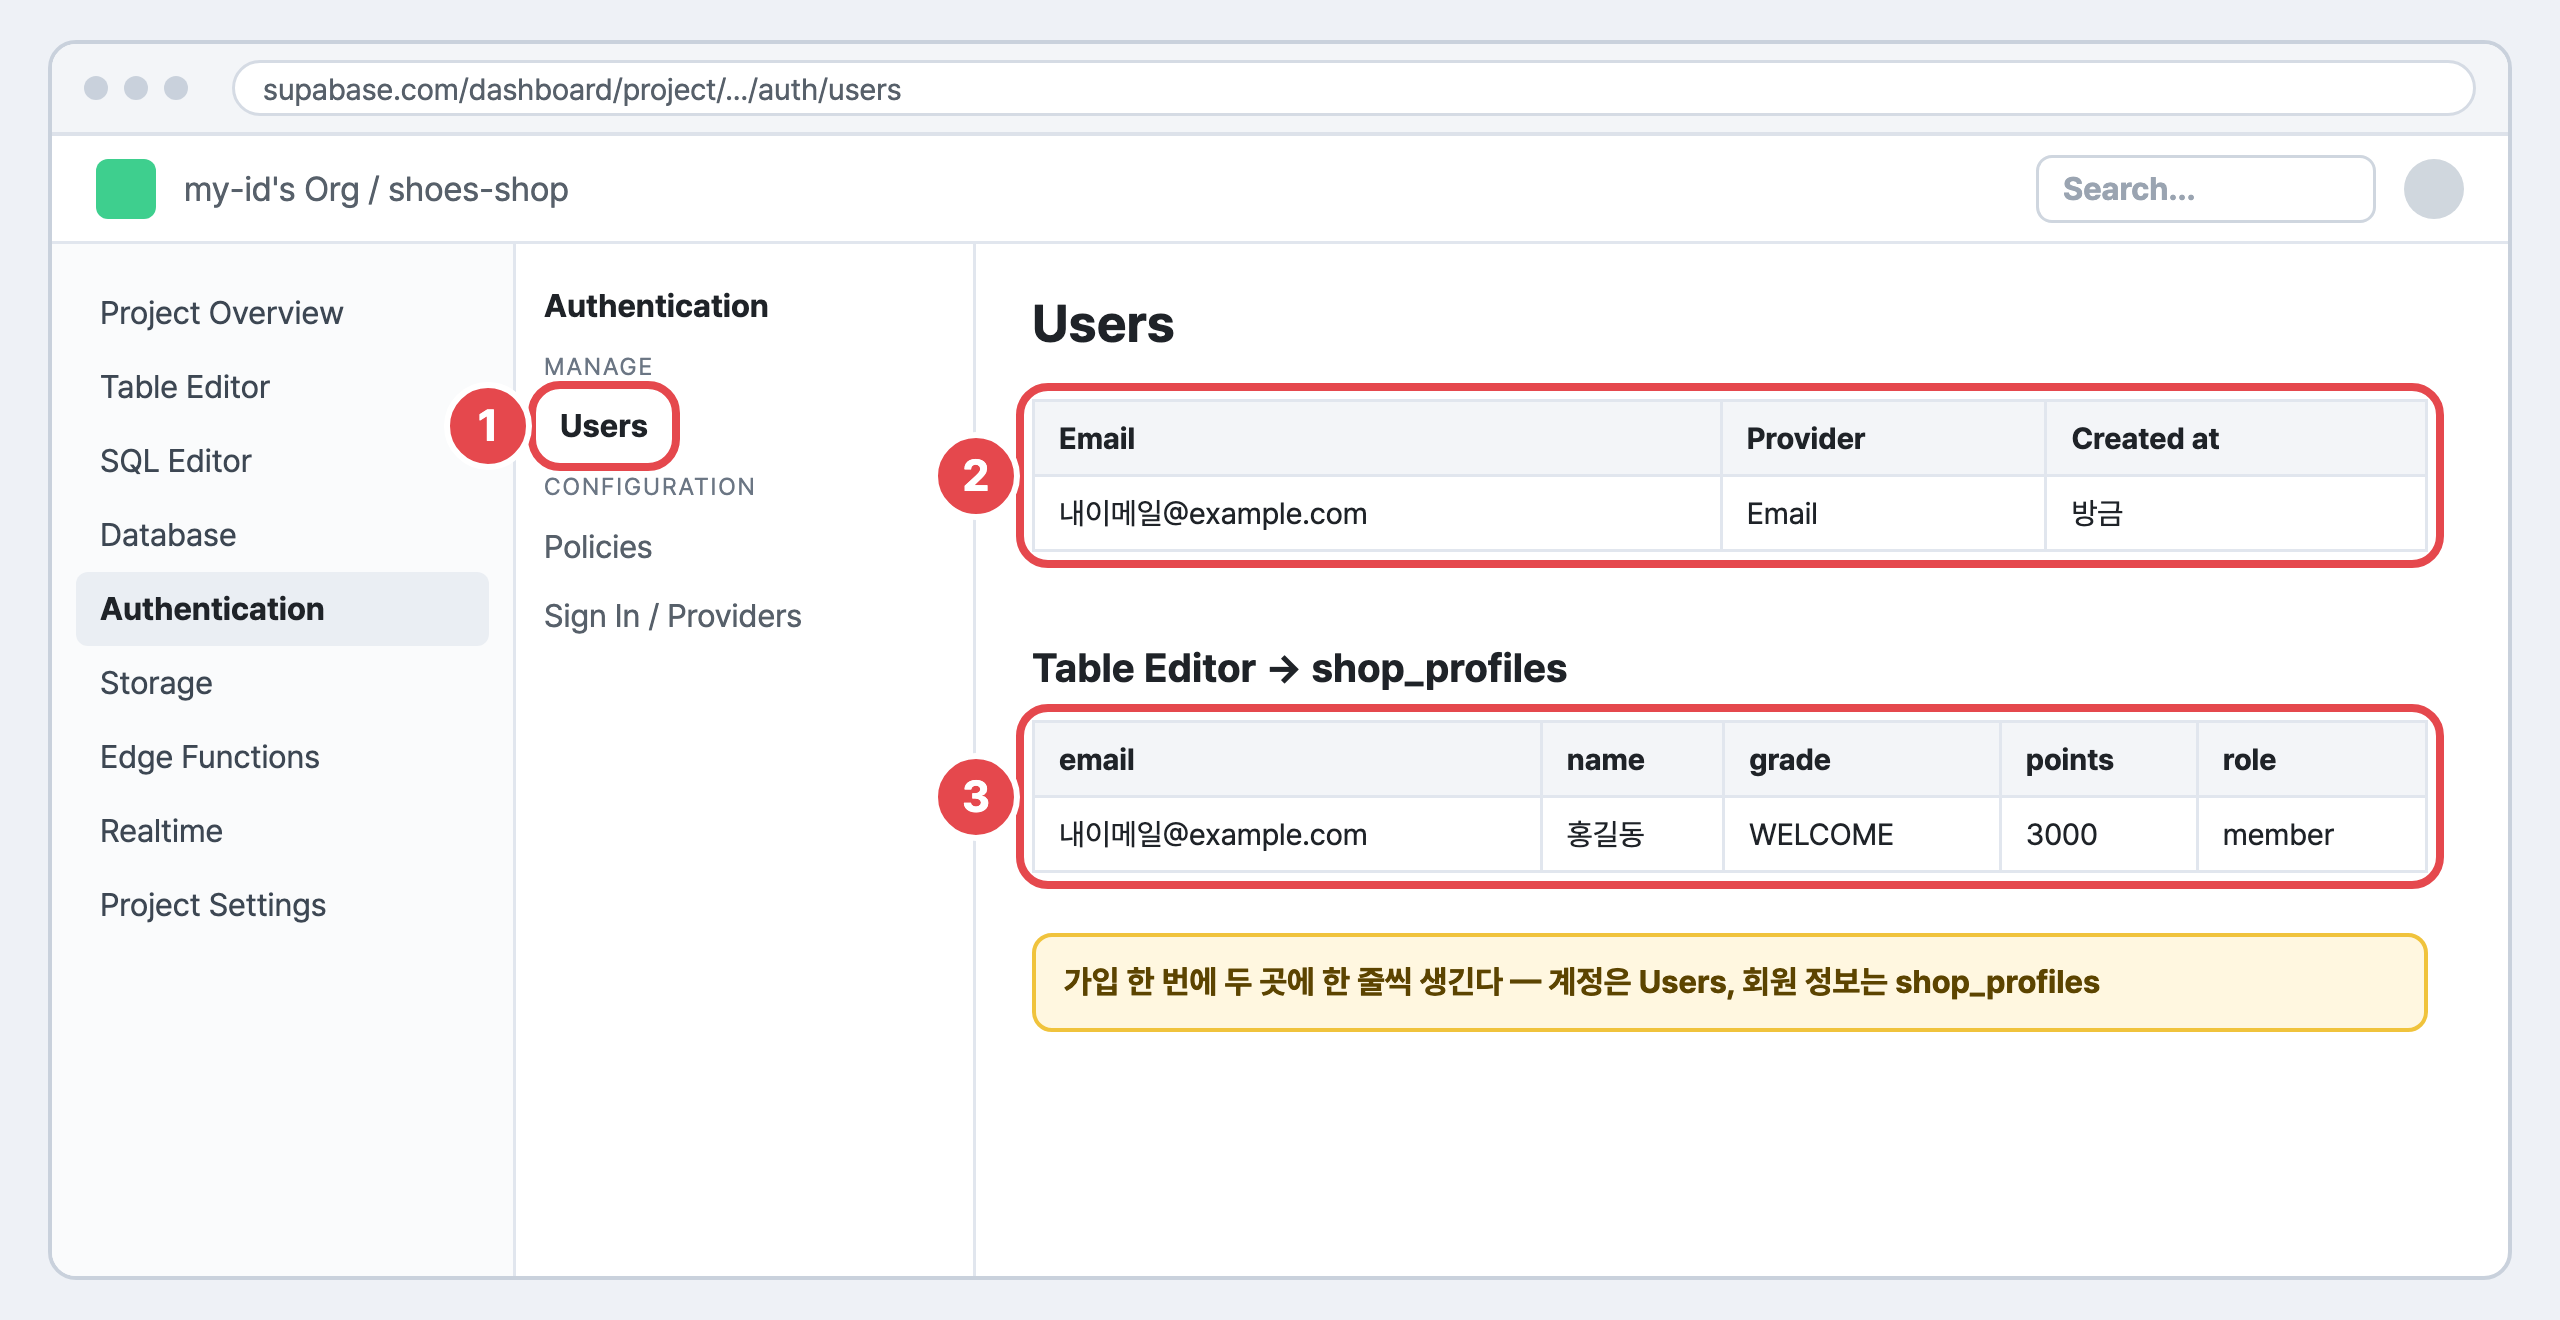 supabase.com/dashboard/project/.../auth/users
my-id's Org / shoes-shop
Search...
Project Overview
Table Editor
SQL Editor
Database
Authentication
Storage
Edge Functions
Realtime
Project Settings
Authentication
MANAGE
1
Users
CONFIGURATION
Policies
Sign In / Providers
Users
2
Email Provider Created at
내이메일@example.com Email 방금
Table Editor → shop_profiles
3
email name grade points role
내이메일@example.com 홍길동 WELCOME 3000 member
가입 한 번에 두 곳에 한 줄씩 생긴다 — 계정은 Users, 회원 정보는 shop_profiles